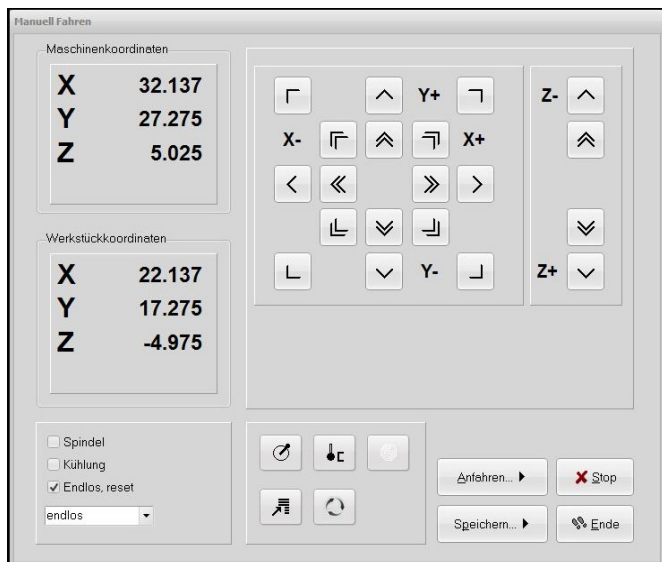 Manuell Fahren
Maschinenkoordinaten
X 32.137
Y 27.275
Z 5.025
Werkstückkoordinaten
X 22.137
Y 17.275
Z -4.975
Y+
X- X+
Y-
Z-
Z+
Spindel
Kühlung
Endlos, reset
endlos
C
Anfahren...
Stop
Speichern...
Ende